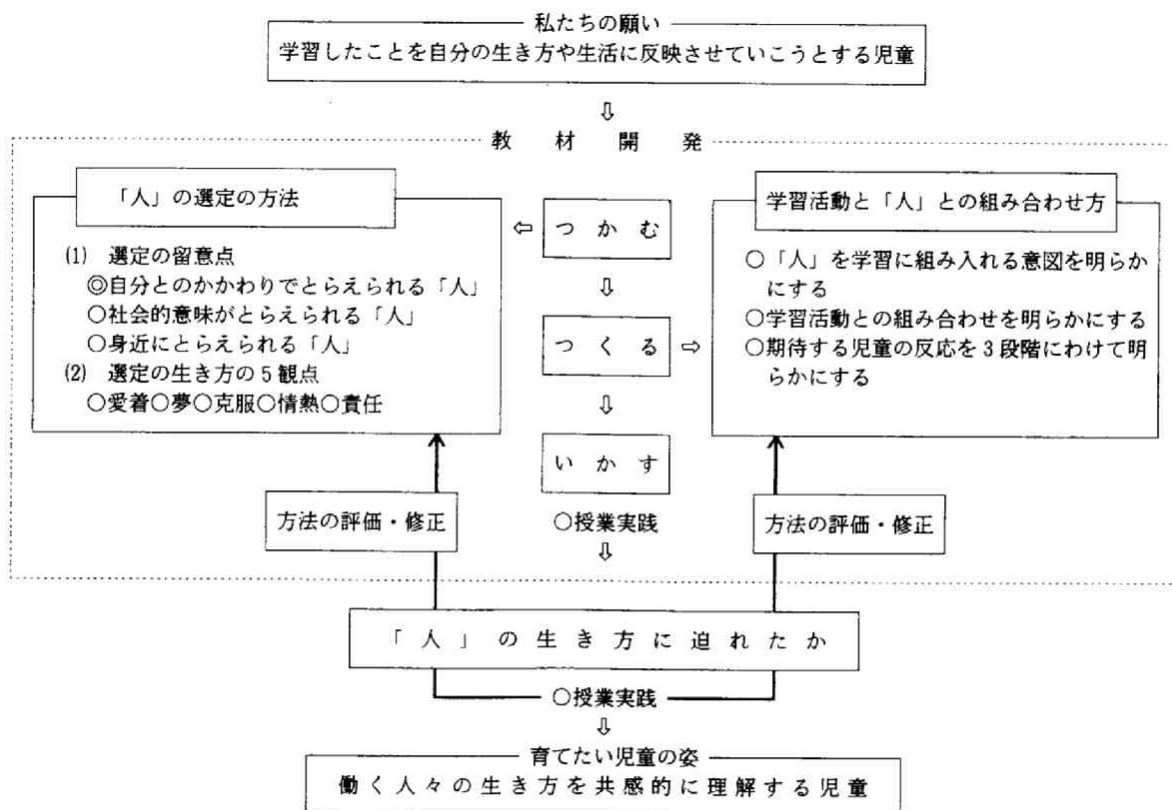 私たちの願い
学習したことを自分の生き方や生活に反映させていこうとする児童
⇩
教材開発
「人」の選定の方法
(1) 選定の留意点
◎自分とのかかわりでとらえられる「人」
○社会的意味がとらえられる「人」
○身近にとらえられる「人」
(2) 選定の生き方の5観点
○愛着○夢○克服○情熱○責任
⇦
つかむ
⇩
つくる
⇨
⇩
いかす
○授業実践
⇩
学習活動と「人」との組み合わせ方
○「人」を学習に組み入れる意図を明らか
にする
○学習活動との組み合わせを明らかにする
○期待する児童の反応を3段階にわけて明
らかにする
方法の評価・修正
方法の評価・修正
「人」の生き方に迫れたか
○授業実践
⇩
育てたい児童の姿
働く人々の生き方を共感的に理解する児童